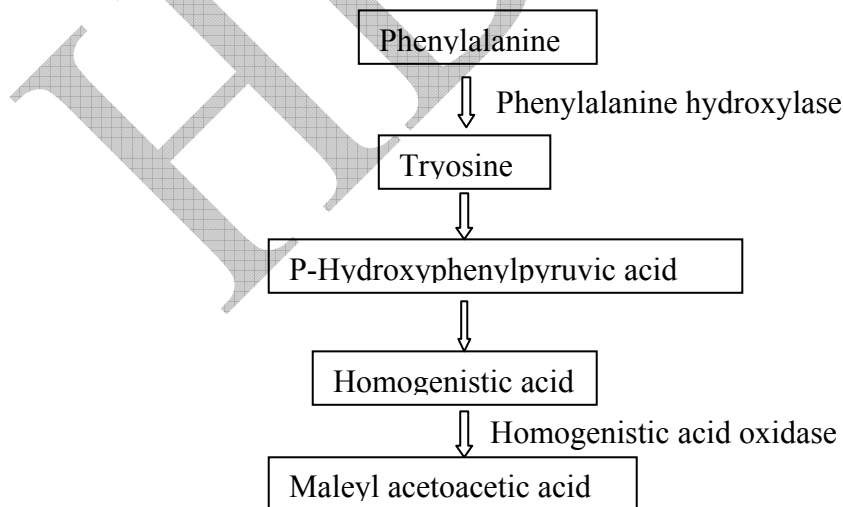 Phenylalanine
Phenylalanine hydroxylase
Tryosine
P-Hydroxyphenylpyruvic acid
Homogenistic acid
Homogenistic acid oxidase
Maleyl acetoacetic acid